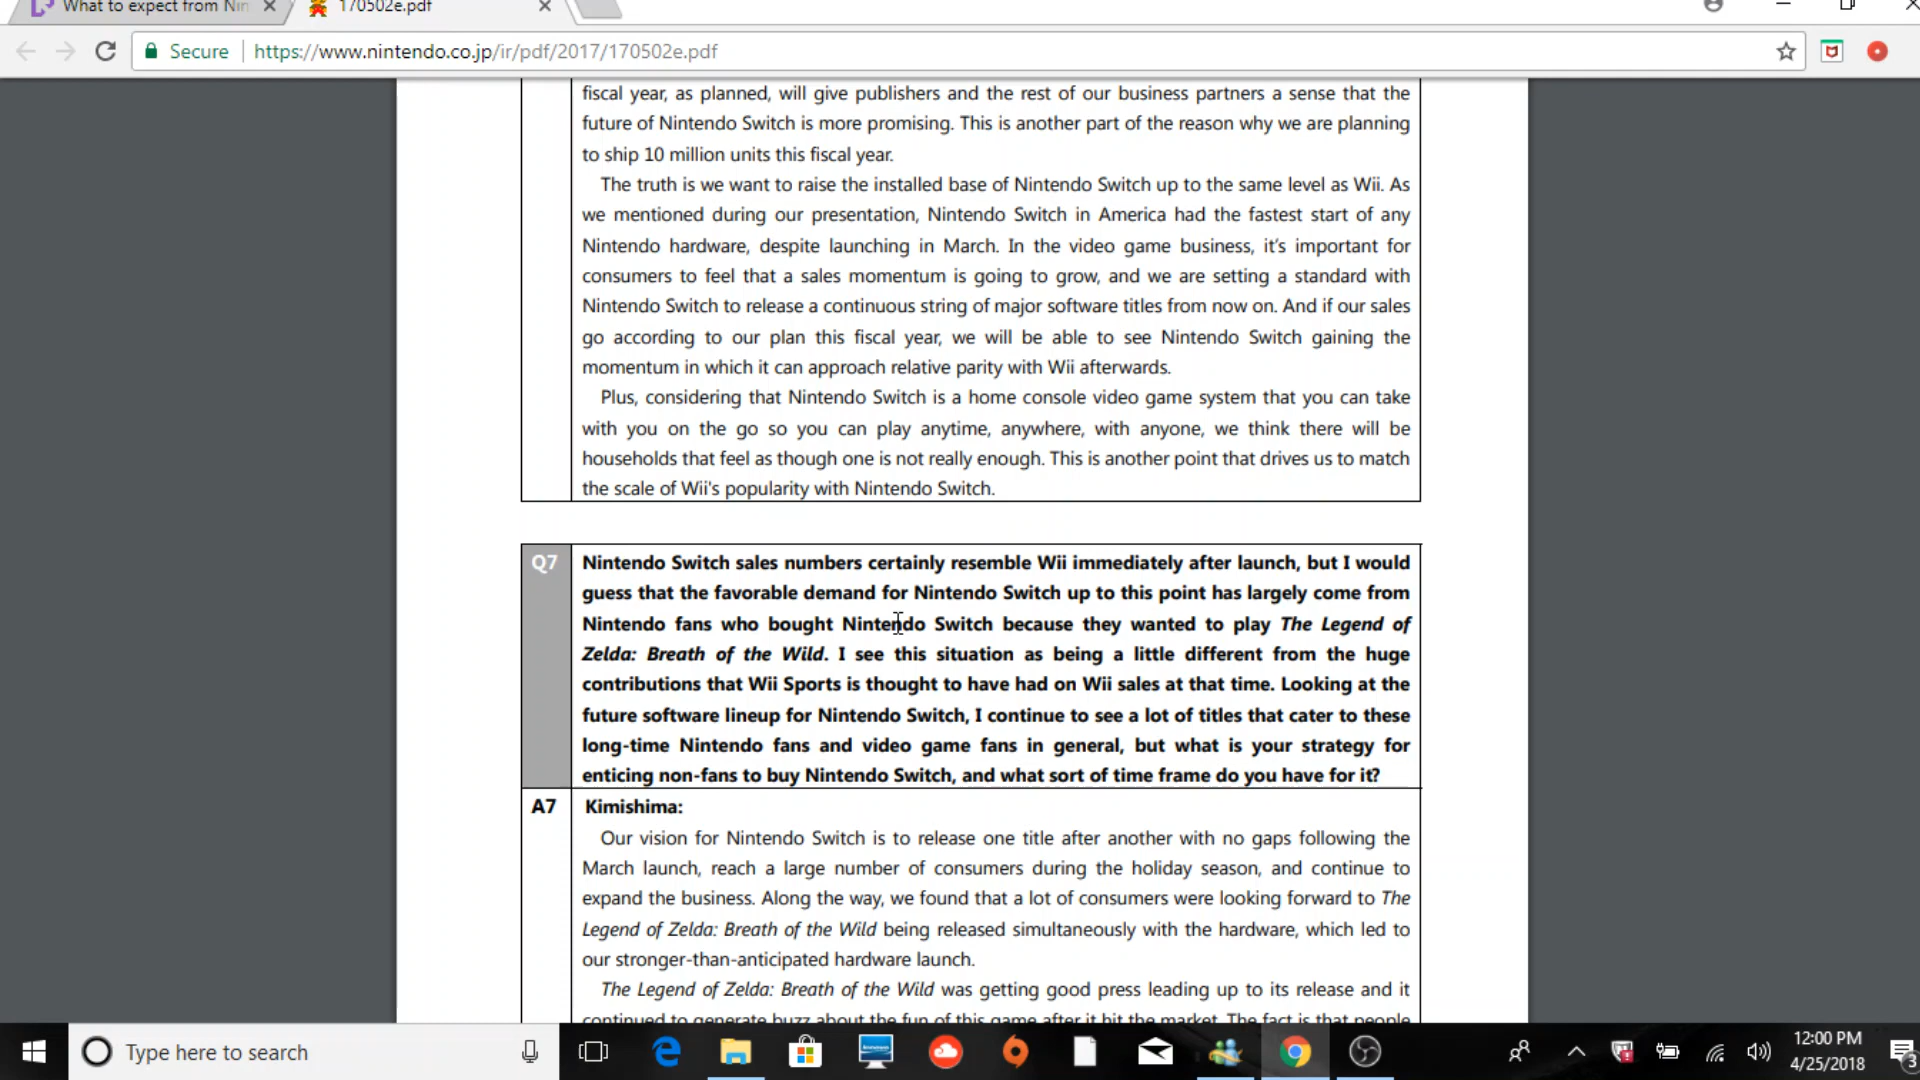 What to expect from Nin
170502e.pdf
Secure
https://www.nintendo.co.jp/ir/pdf/2017/170502e.pdf
fiscal year, as planned, will give publishers and the rest of our business partners a sense that the
future of Nintendo Switch is more promising. This is another part of the reason why we are planning
to ship 10 million units this fiscal year.
The truth is we want to raise the installed base of Nintendo Switch up to the same level as Wii. As
we mentioned during our presentation, Nintendo Switch in America had the fastest start of any
Nintendo hardware, despite launching in March. In the video game business, it's important for
consumers to feel that a sales momentum is going to grow, and we are setting a standard with
Nintendo Switch to release a continuous string of major software titles from now on. And if our sales
go according to our plan this fiscal year, we will be able to see Nintendo Switch gaining the
momentum in which it can approach relative parity with Wii afterwards.
Plus, considering that Nintendo Switch is a home console video game system that you can take
with you on the go so you can play anytime, anywhere, with anyone, we think there will be
households that feel as though one is not really enough. This is another point that drives us to match
the scale of Wii's popularity with Nintendo Switch.
Q7
Nintendo Switch sales numbers certainly resemble Wii immediately after launch, but I would
guess that the favorable demand for Nintendo Switch up to this point has largely come from
Nintendo fans who bought Nintendo Switch because they wanted to play The Legend of
Zelda: Breath of the Wild. I see this situation as being a little different from the huge
contributions that Wii Sports is thought to have had on Wii sales at that time. Looking at the
future software lineup for Nintendo Switch, I continue to see a lot of titles that cater to these
long-time Nintendo fans and video game fans in general, but what is your strategy for
enticing non-fans to buy Nintendo Switch, and what sort of time frame do you have for it?
A7
Kimishima:
Our vision for Nintendo Switch is to release one title after another with no gaps following the
March launch, reach a large number of consumers during the holiday season, and continue to
expand the business. Along the way, we found that a lot of consumers were looking forward to The
Legend of Zelda: Breath of the Wild being released simultaneously with the hardware, which led to
our stronger-than-anticipated hardware launch.
The Legend of Zelda: Breath of the Wild was getting good press leading up to its release and it
continued to generate buzz about the fun of this game after it hit the market. The fact is that people
Type here to search
12:00 PM
4/25/2018
3